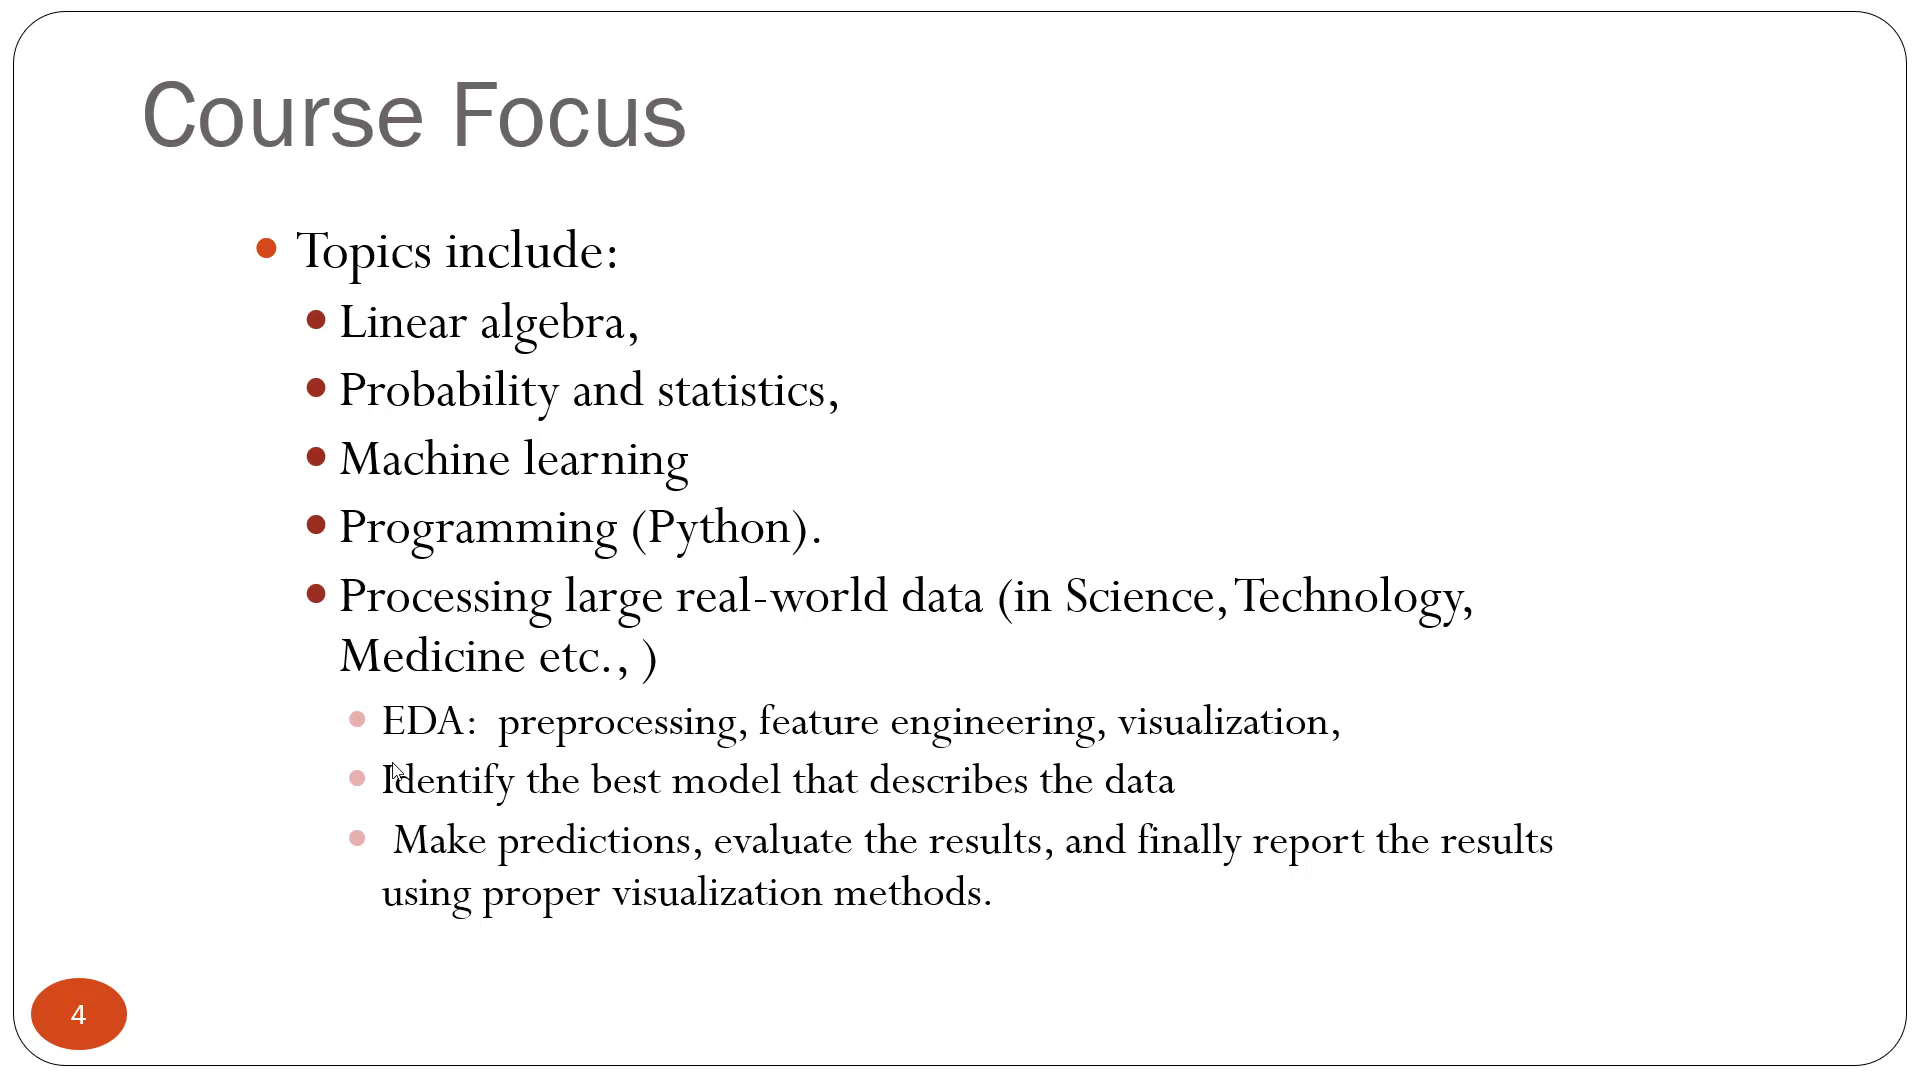 Course Focus
Topics include:
Linear algebra,
Probability and statistics,
Machine learning
Programming (Python).
Processing large real-world data (in Science, Technology,
Medicine etc., )
EDA:  preprocessing, feature engineering, visualization,
Identify the best model that describes the data
Make predictions, evaluate the results, and finally report the results
using proper visualization methods.
4